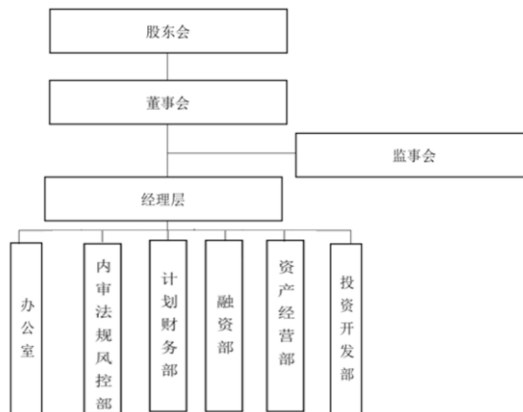 股东会
董事会
监事会
经理层
办公室
内审法规风控部
计划财务部
融资部
资产经营部
投资开发部